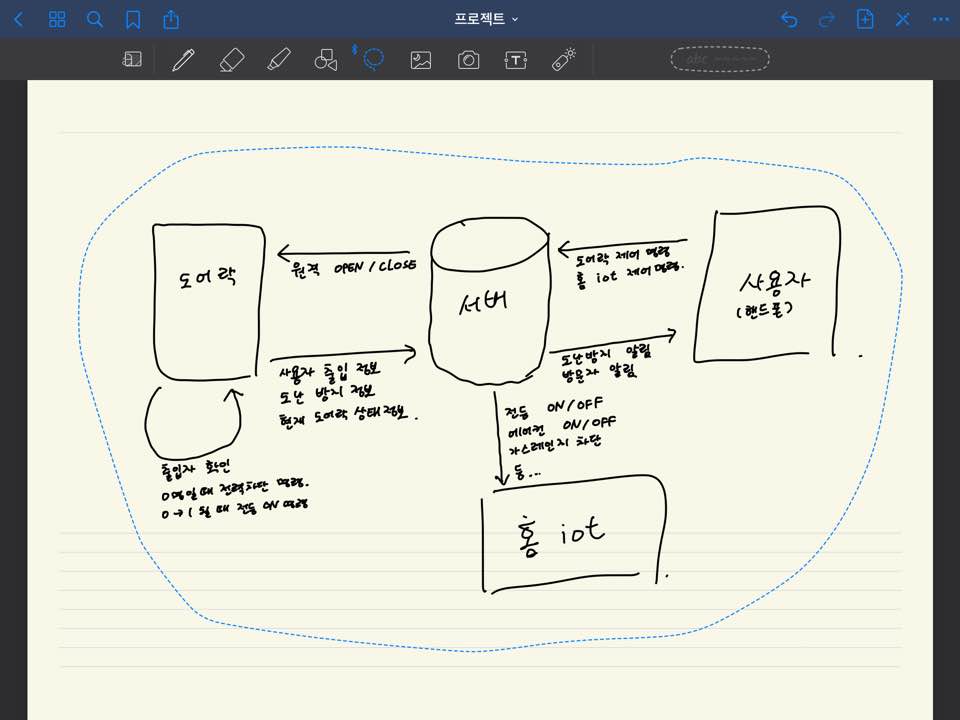 프로젝트
abc
T
도어락
원격 OPEN / CLOSE
서버
도어락 제어 명령
홈 iot 제어명령.
사용자
(핸드폰)
사용자 출입 정보
도난 방지 정보
현재 도어락 상태정보.
도난방지 알림
방문자 알림
전등 ON/OFF
에어컨 ON/OFF
가스레인지 차단
등...
출입자 확인
0명일때 전력차단 명령.
0→1 될 때 전등 ON 명령
홈 iot